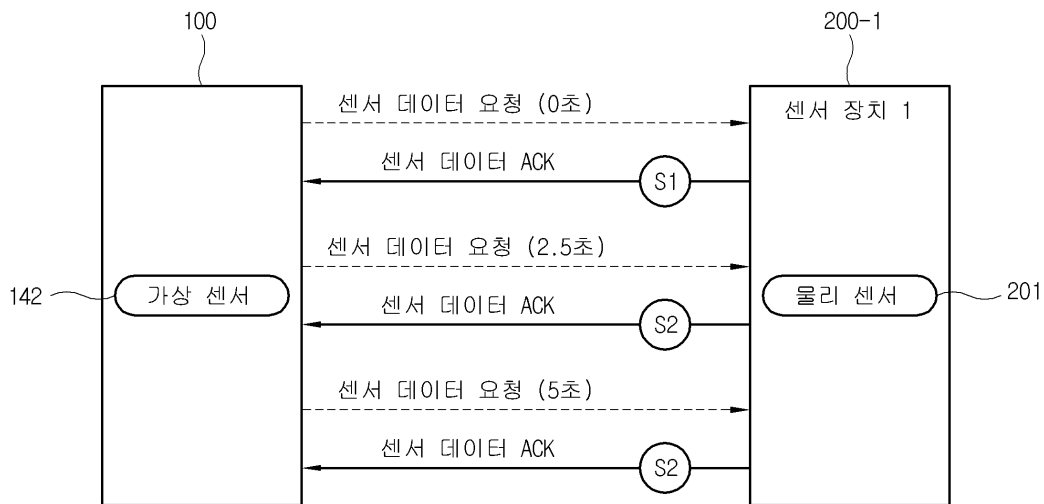 100
200-1
센서 데이터 요청 (0초)
센서 장치 1
센서 데이터 ACK
S1
센서 데이터 요청 (2.5초)
142
가상 센서
물리 센서
201
센서 데이터 ACK
S2
센서 데이터 요청 (5초)
센서 데이터 ACK
S2